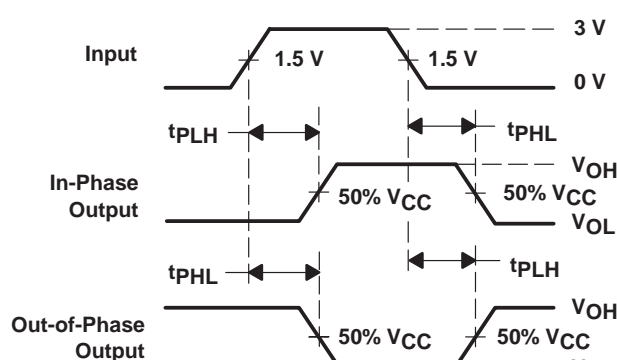 3 V
Input
1.5 V
1.5 V
0 V
tPLH
tPHL
VOH
In-Phase
Output
50% VCC
50% VCC
VOL
tPHL
tPLH
VOH
Out-of-Phase
Output
50% VCC
50% VCC